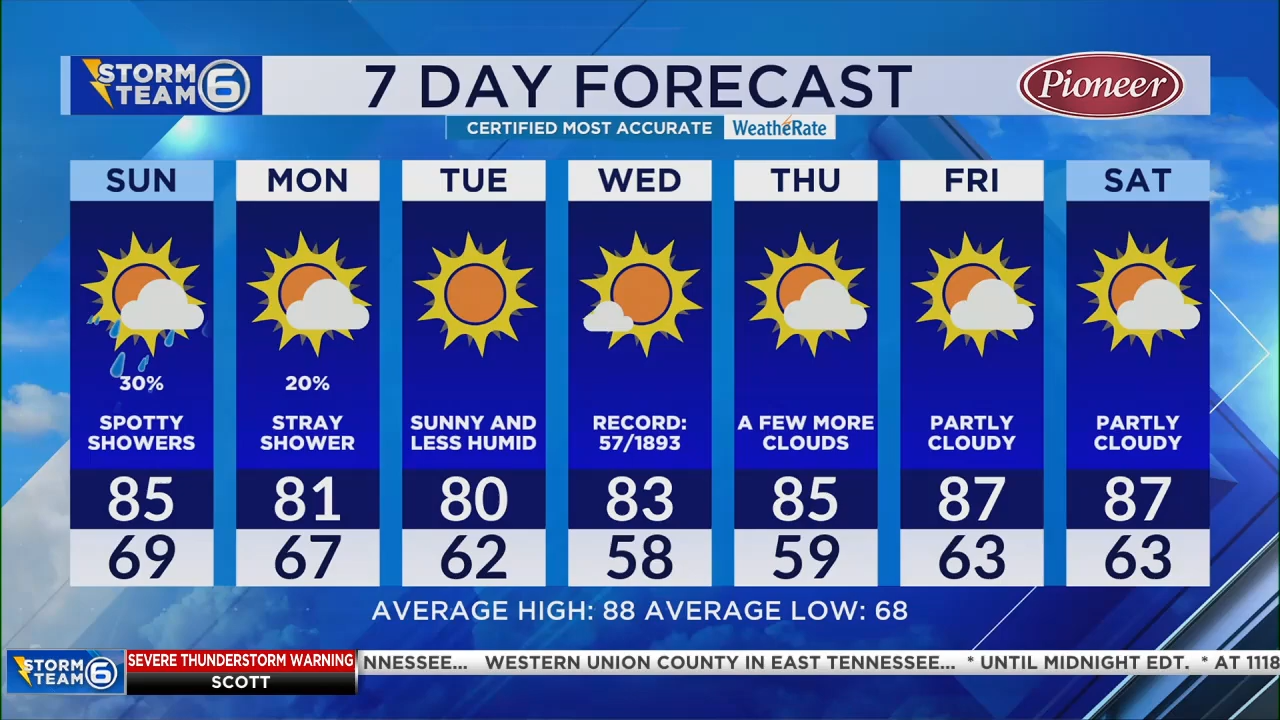 STORM TEAM 6
7 DAY FORECAST
Pioneer
CERTIFIED MOST ACCURATE WeatheRate
SUN MON TUE WED THU FRI SAT
30% 20%
SPOTTY STRAY SUNNY AND RECORD: A FEW MORE PARTLY PARTLY
SHOWERS SHOWER LESS HUMID 57/1893 CLOUDS CLOUDY CLOUDY
85 81 80 83 85 87 87
69 67 62 58 59 63 63
AVERAGE HIGH: 88 AVERAGE LOW: 68
STORM TEAM 6
SEVERE THUNDERSTORM WARNING
SCOTT
NNESSEE... WESTERN UNION COUNTY IN EAST TENNESSEE... * UNTIL MIDNIGHT EDT. * AT 1118